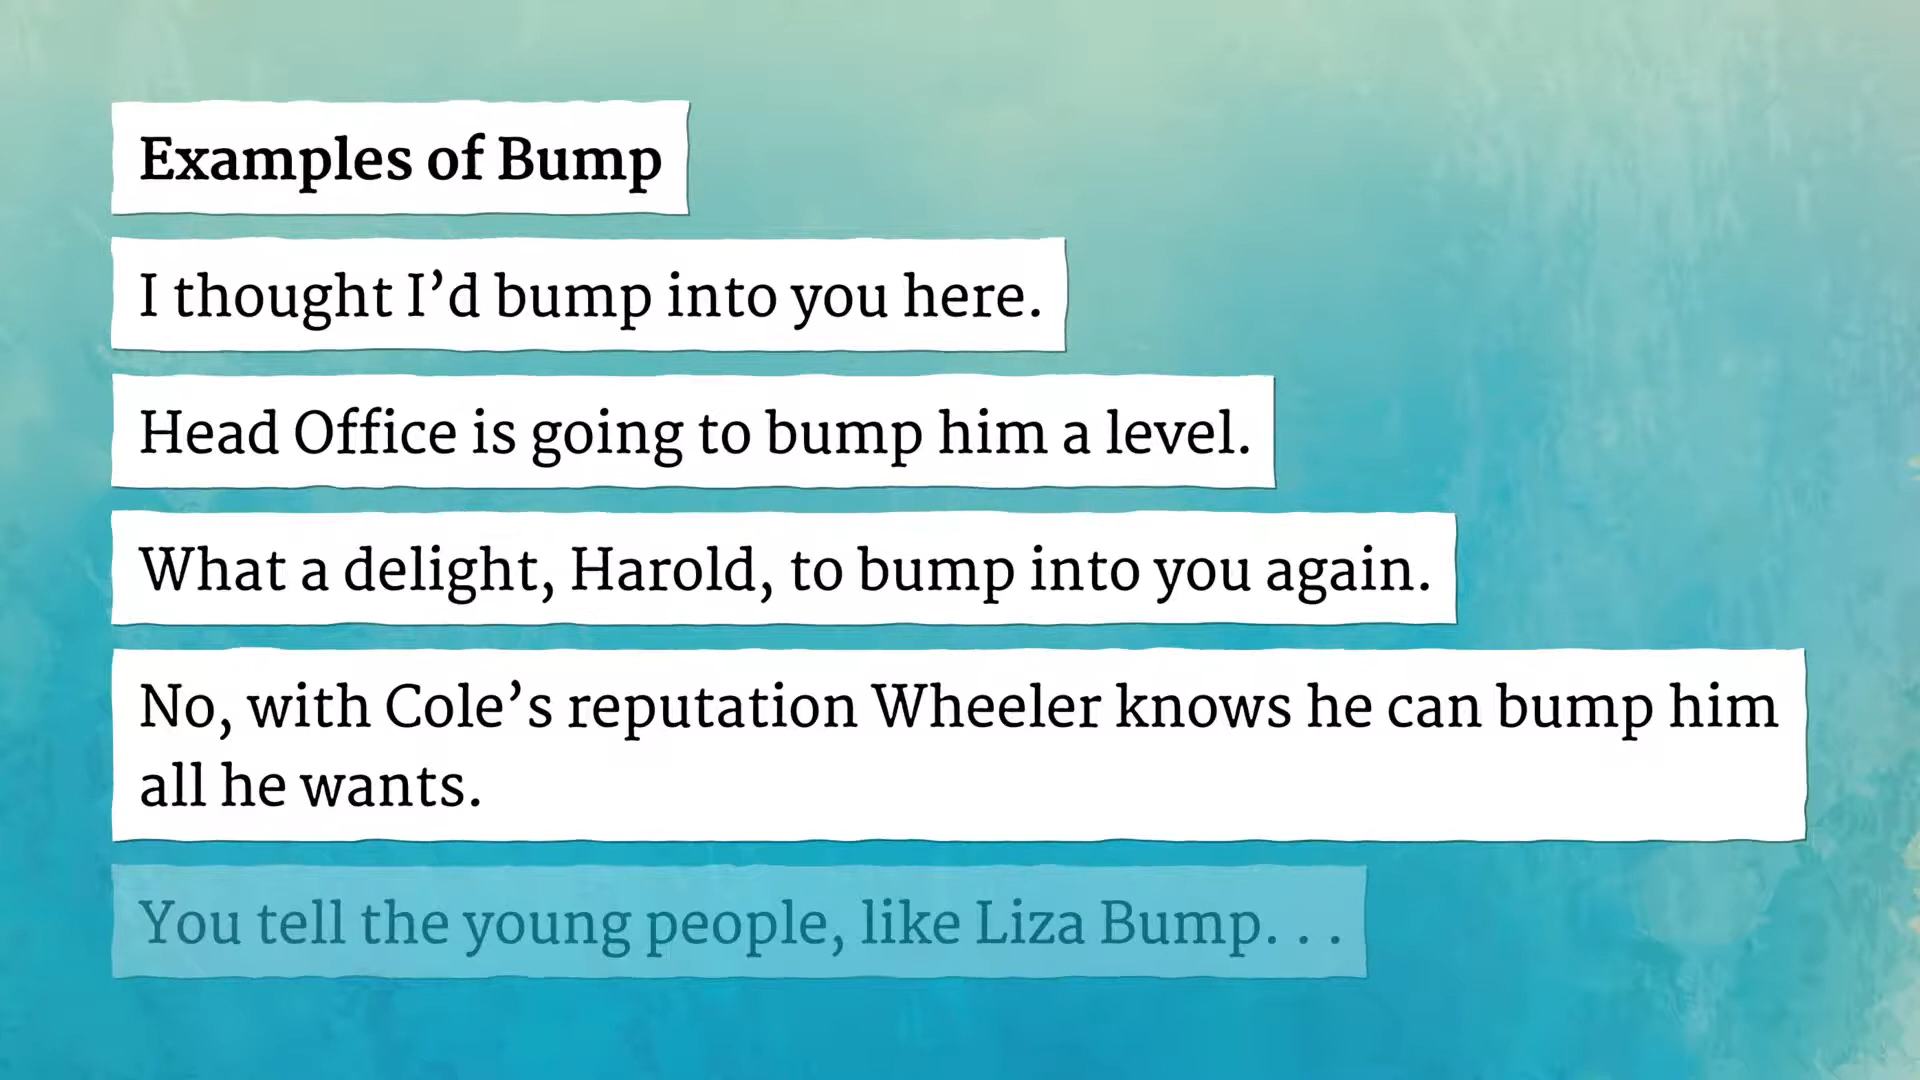 Examples of Bump
I thought I’d bump into you here.
Head Office is going to bump him a level.
What a delight, Harold, to bump into you again.
No, with Cole’s reputation Wheeler knows he can bump him
all he wants.
You tell the young people, like Liza Bump. . .